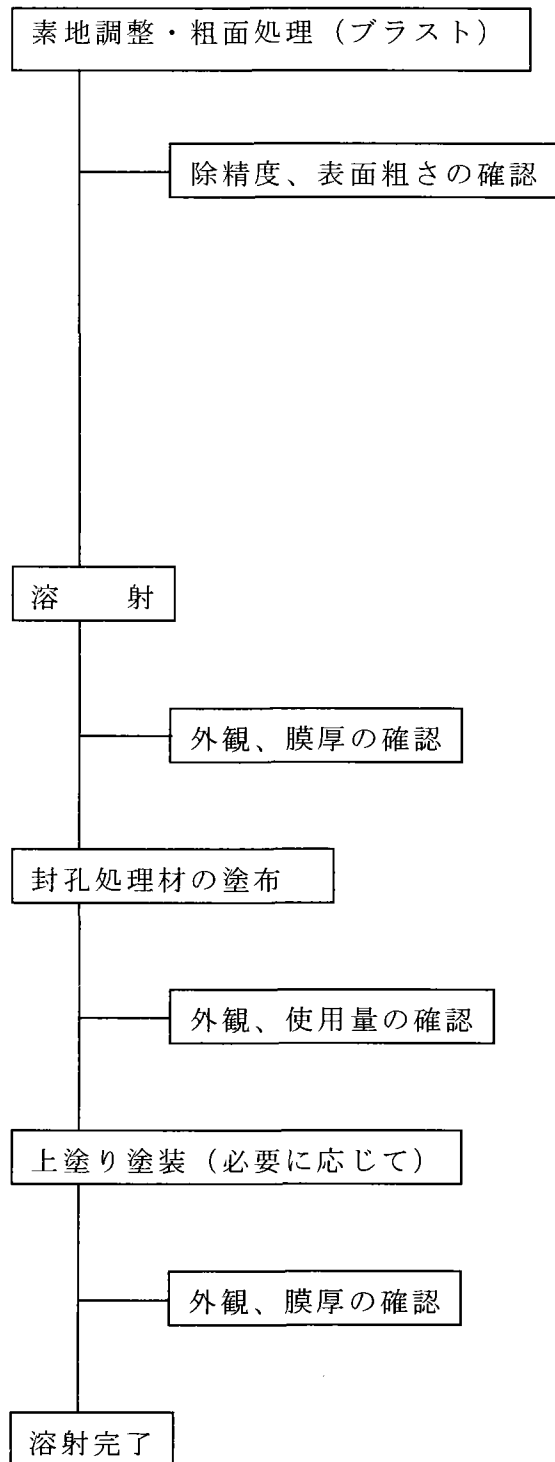 素地調整・粗面処理（ブラスト）
除精度、表面粗さの確認
溶　　射
外観、膜厚の確認
封孔処理材の塗布
外観、使用量の確認
上塗り塗装（必要に応じて）
外観、膜厚の確認
溶射完了